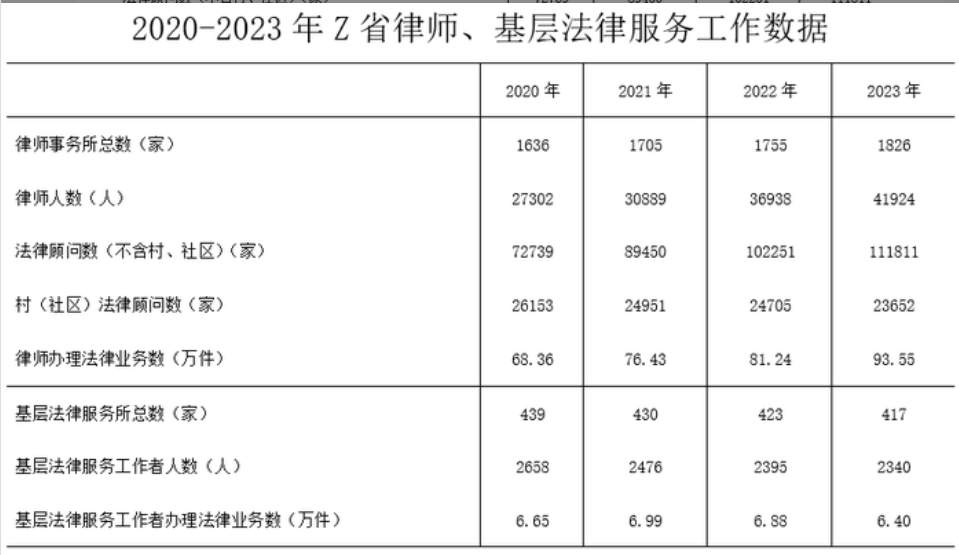 2020-2023 年 Z 省律师、基层法律服务工作数据
2020 年 2021 年 2022 年 2023 年
律师事务所总数（家） 1636 1705 1755 1826
律师人数（人） 27302 30889 36938 41924
法律顾问数（不含村、社区）（家） 72739 89450 102251 111811
村（社区）法律顾问数（家） 26153 24951 24705 23652
律师办理法律业务数（万件） 68.36 76.43 81.24 93.55
基层法律服务所总数（家） 439 430 423 417
基层法律服务工作者人数（人） 2658 2476 2395 2340
基层法律服务工作者办理法律业务数（万件） 6.65 6.99 6.88 6.40